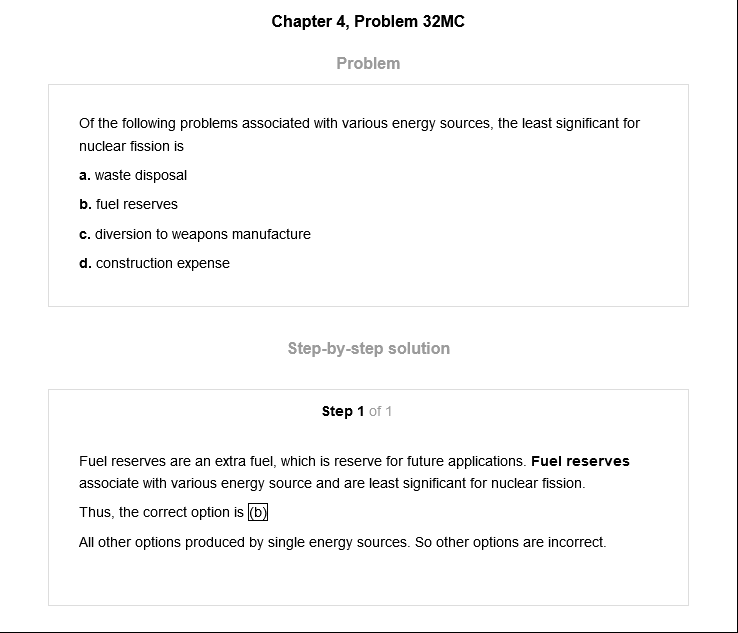 Chapter 4, Problem 32MC
Problem
Of the following problems associated with various energy sources, the least significant for
nuclear fission is
a. waste disposal
b. fuel reserves
c. diversion to weapons manufacture
d. construction expense
Step-by-step solution
Step 1 of 1
Fuel reserves are an extra fuel, which is reserve for future applications. Fuel reserves
associate with various energy source and are least significant for nuclear fission.
Thus, the correct option is (b)
All other options produced by single energy sources. So other options are incorrect.